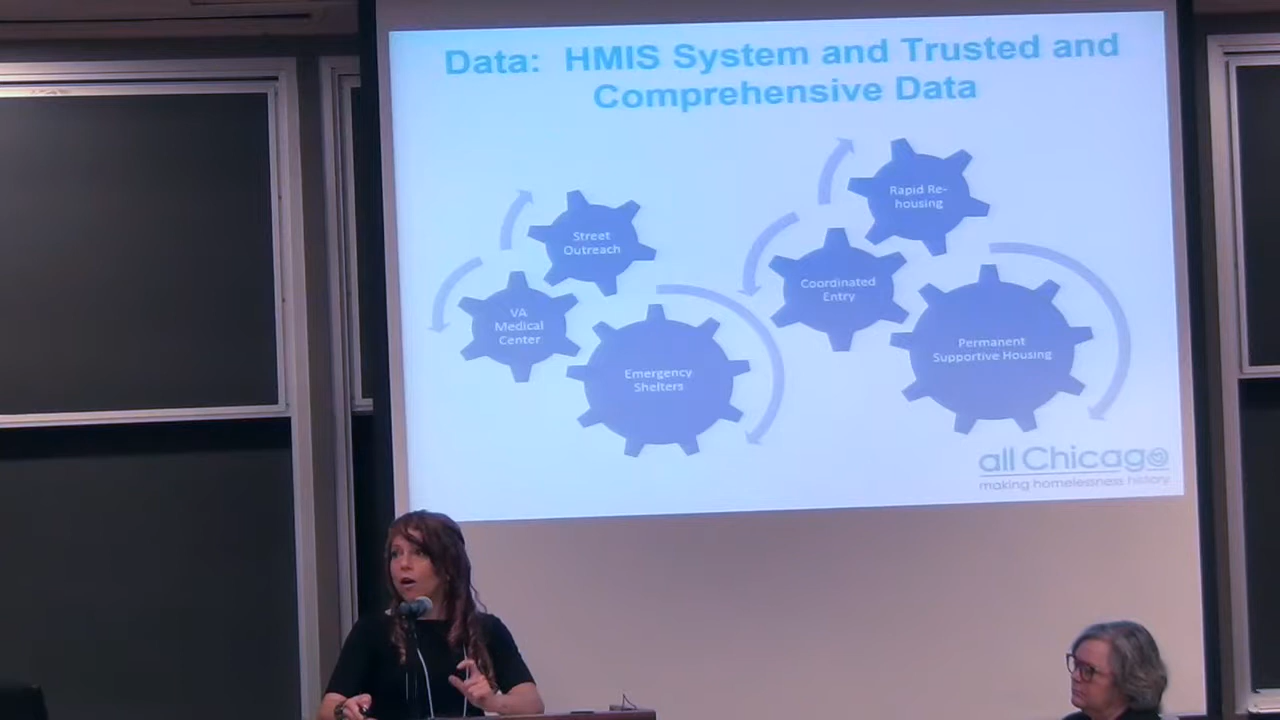 Data: HMIS System and Trusted and
Comprehensive Data
Street
Outreach
VA
Medical
Center
Emergency
Shelters
Rapid Re-
housing
Coordinated
Entry
Permanent
Supportive Housing
all Chicago
making homelessness history